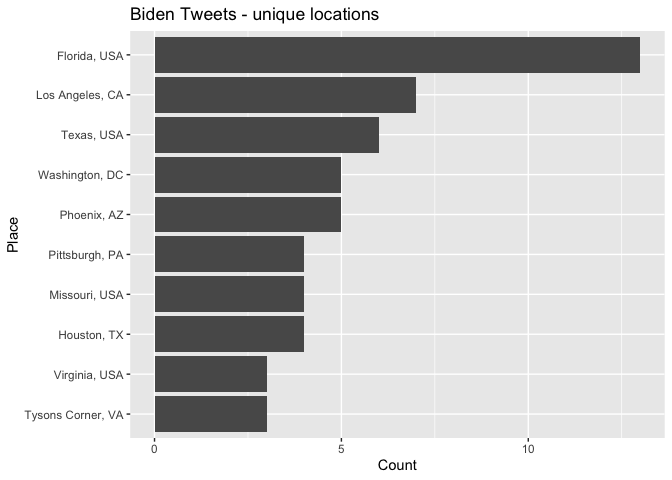 Biden Tweets - unique locations
Florida, USA
Los Angeles, CA
Texas, USA
Washington, DC
Phoenix, AZ
Pittsburgh, PA
Missouri, USA
Houston, TX
Virginia, USA
Tysons Corner, VA
Place
0 5 10
Count